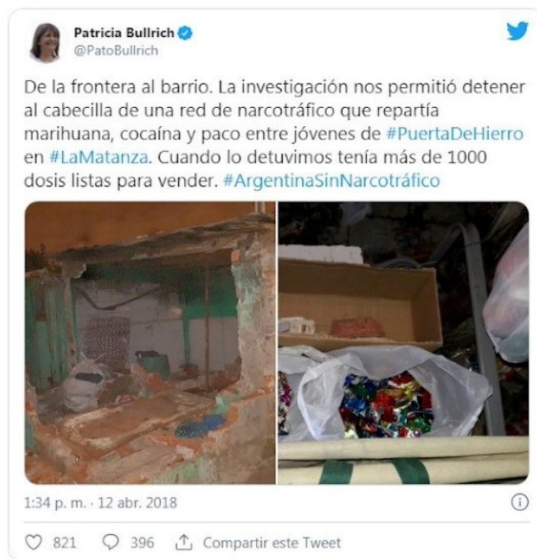 Patricia Bullrich
@PatoBullrich
De la frontera al barrio. La investigación nos permitió detener
al cabecilla de una red de narcotráfico que repartía
marihuana, cocaína y paco entre jóvenes de #PuertaDeHierro
en #LaMatanza. Cuando lo detuvimos tenía más de 1000
dosis listas para vender. #ArgentinaSinNarcotráfico
1:34 p. m. · 12 abr. 2018
821 396 Compartir este Tweet